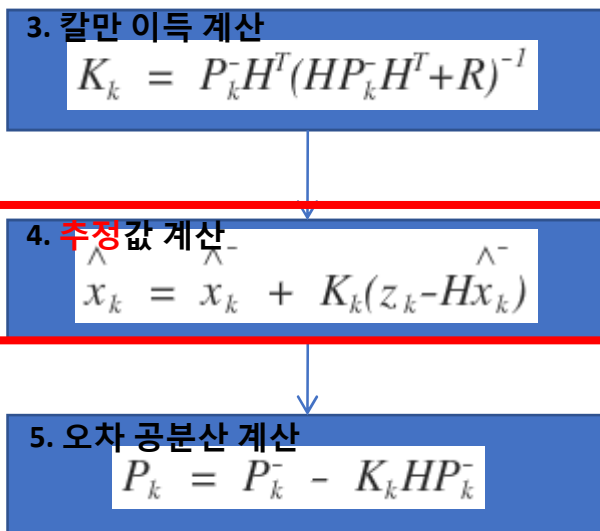 3. 칼만 이득 계산
K_k = P_k^- H^T (H P_k^- H^T + R)^{-1}
4. 추정값 계산
x̂_k = x̂_k^- + K_k (z_k - H x̂_k^-)
5. 오차 공분산 계산
P_k = P_k^- - K_k H P_k^-